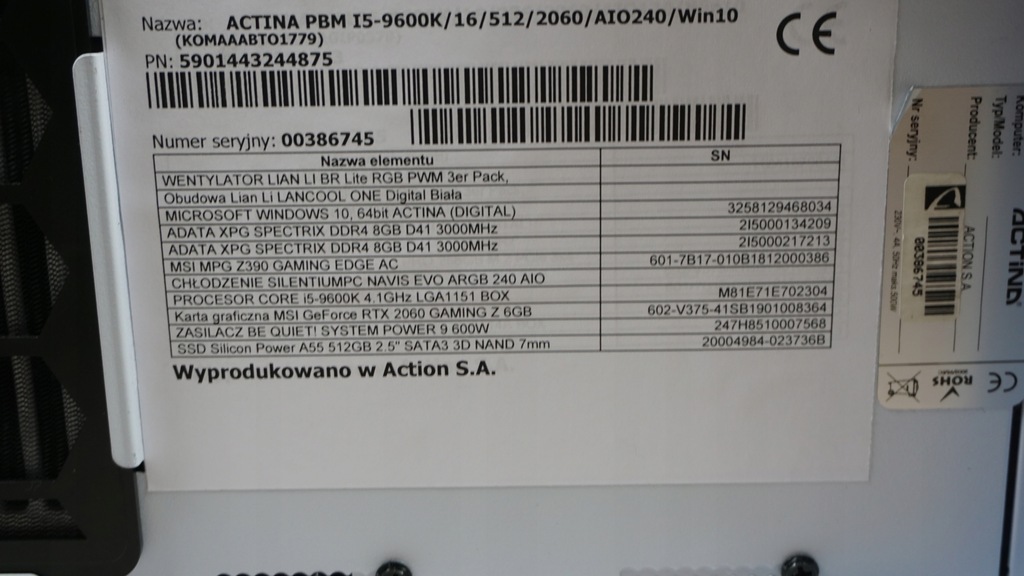 Nazwa: ACTINA PBM I5-9600K/16/512/2060/AIO240/Win10
(KOMAAABTO1779)
PN: 5901443244875
Numer seryjny: 00386745
Nazwa elementu SN
WENTYLATOR LIAN LI BR Lite RGB PWM 3er Pack,
Obudowa Lian Li LANCOOL ONE Digital Biała
MICROSOFT WINDOWS 10, 64bit ACTINA (DIGITAL) 3258129468034
ADATA XPG SPECTRIX DDR4 8GB D41 3000MHz 2I5000134209
ADATA XPG SPECTRIX DDR4 8GB D41 3000MHz 2I5000217213
MSI MPG Z390 GAMING EDGE AC 601-7B17-010B1812000386
CHŁODZENIE SILENTIUMPC NAVIS EVO ARGB 240 AIO
PROCESOR CORE i5-9600K 4,1GHz LGA1151 BOX M81E71E702304
Karta graficzna MSI GeForce RTX 2060 GAMING Z 6GB 602-V375-41SB1901008364
ZASILACZ BE QUIET! SYSTEM POWER 9 600W 247H8510007568
SSD Silicon Power A55 512GB 2.5" SATA3 3D NAND 7mm 20004984-023736B
Wyprodukowano w Action S.A.
CE
Komputer:
Typ/Model:
Producent:
Nr seryjny:
ACTINA
ACTION S.A.
00386745
CE
ROHS